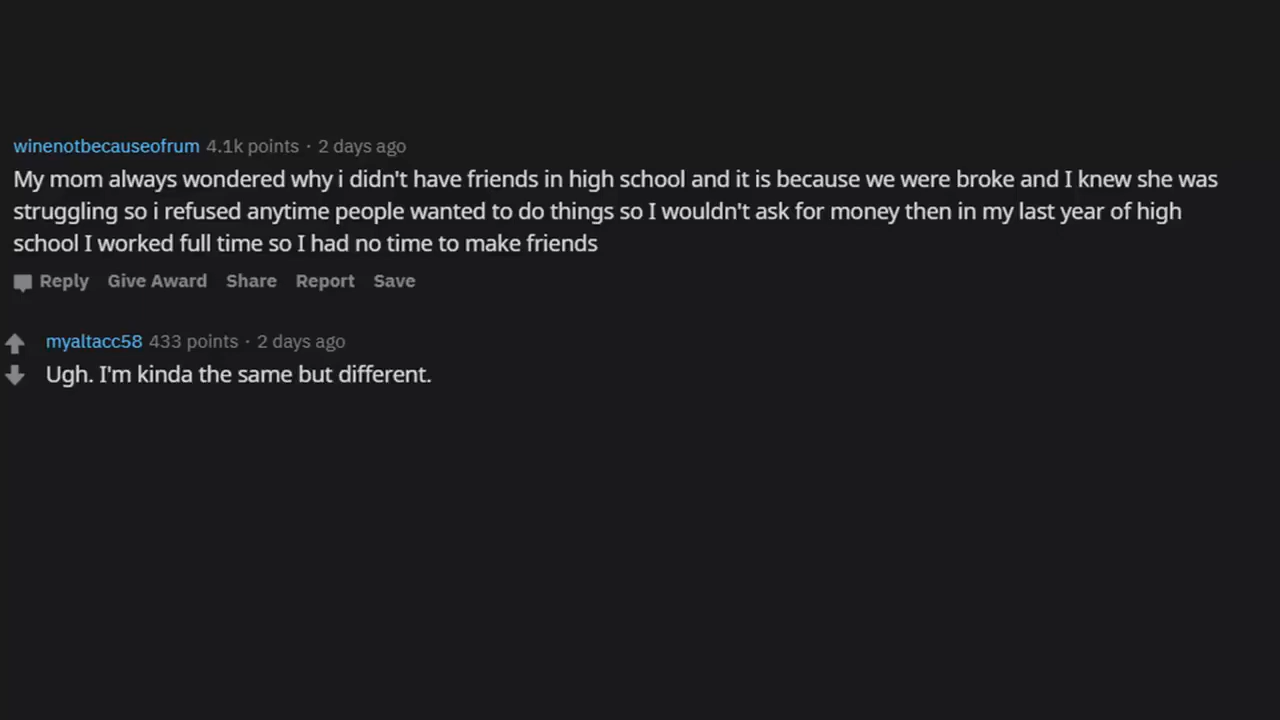 winenotbecauseofrum 4.1k points · 2 days ago
My mom always wondered why i didn't have friends in high school and it is because we were broke and I knew she was
struggling so i refused anytime people wanted to do things so I wouldn't ask for money then in my last year of high
school I worked full time so I had no time to make friends
Reply Give Award Share Report Save
myaltacc58 433 points · 2 days ago
Ugh. I'm kinda the same but different.